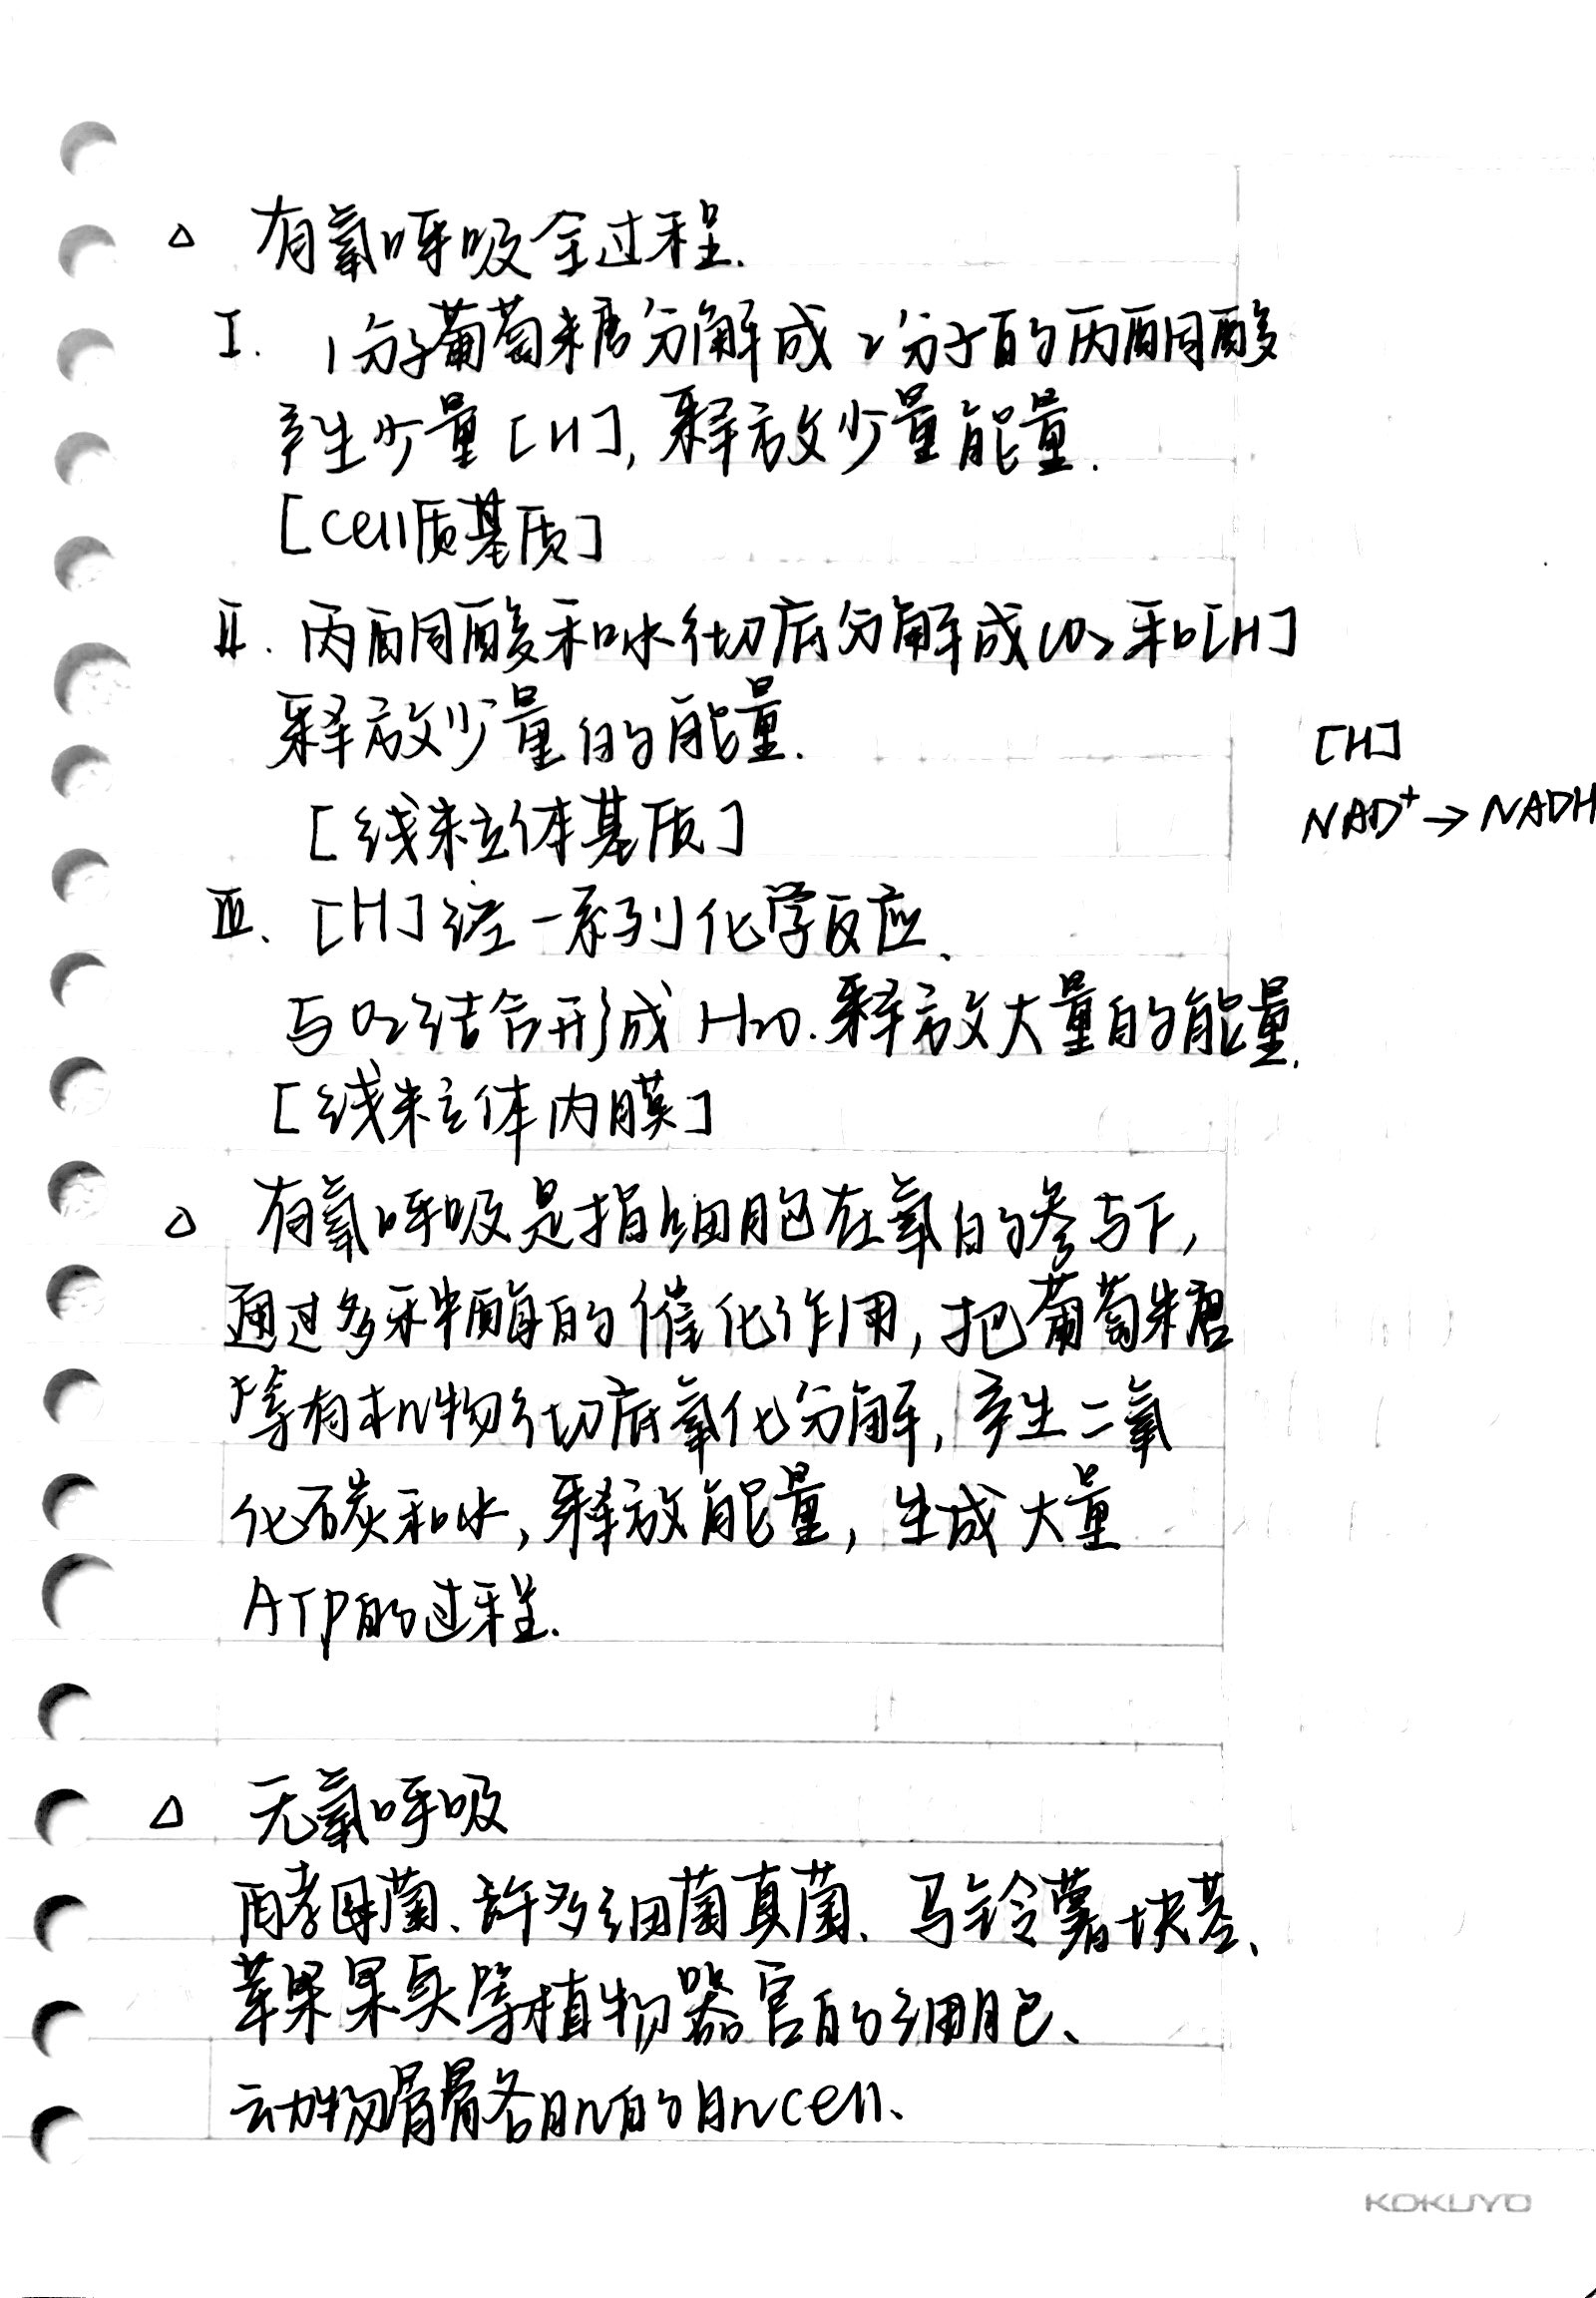 △ 有氧呼吸全过程.
I. 1分子葡萄糖分解成2分子的丙酮酸
产生少量[H],释放少量能量.
[cell质基质]
II. 丙酮酸和水彻底分解成CO2和[H]
释放少量的能量.
[H]
NAD⁺→NADH
[线粒体基质]
III、[H]经一系列化学反应、
与O2结合形成H2O.释放大量的能量.
[线粒体内膜]
△ 有氧呼吸是指细胞在氧的参与下,
通过多种酶的催化作用,把葡萄糖
等有机物彻底氧化分解,产生二氧
化碳和水,释放能量,生成大量
ATP的过程.
△ 无氧呼吸
酵母菌、許多细菌真菌、马铃薯块茎、
苹果果实等植物器官的细胞、
动物骨骼肌的肌cell、
KOKUYO